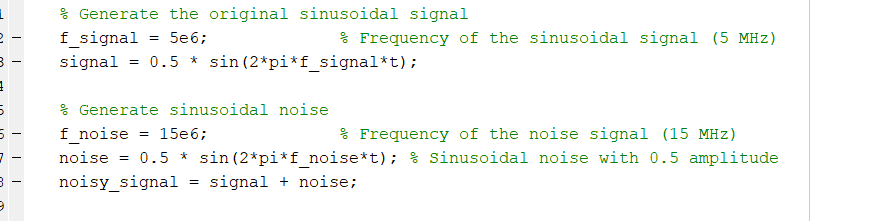 % Generate the original sinusoidal signal
f_signal = 5e6; % Frequency of the sinusoidal signal (5 MHz)
signal = 0.5 * sin(2*pi*f_signal*t);
% Generate sinusoidal noise
f_noise = 15e6; % Frequency of the noise signal (15 MHz)
noise = 0.5 * sin(2*pi*f_noise*t); % Sinusoidal noise with 0.5 amplitude
noisy_signal = signal + noise;